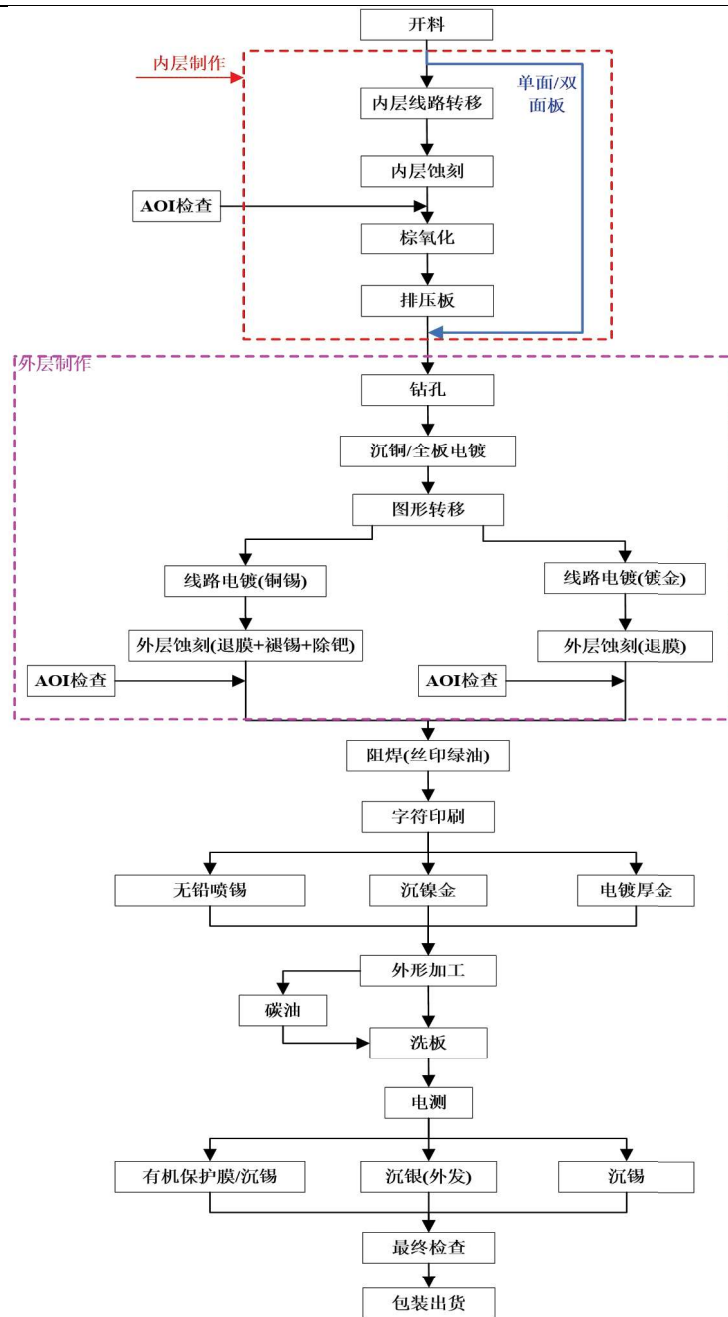 开料
内层制作
单面/双
面板
内层线路转移
内层蚀刻
AOI检查
棕氧化
排压板
外层制作
钻孔
沉铜/全板电镀
图形转移
线路电镀(铜锡)
线路电镀(镀金)
外层蚀刻(退膜+褪锡+除钯)
外层蚀刻(退膜)
AOI检查
AOI检查
阻焊(丝印绿油)
字符印刷
无铅喷锡
沉镍金
电镀厚金
外形加工
碳油
洗板
电测
有机保护膜/沉锡
沉银(外发)
沉锡
最终检查
包装出货